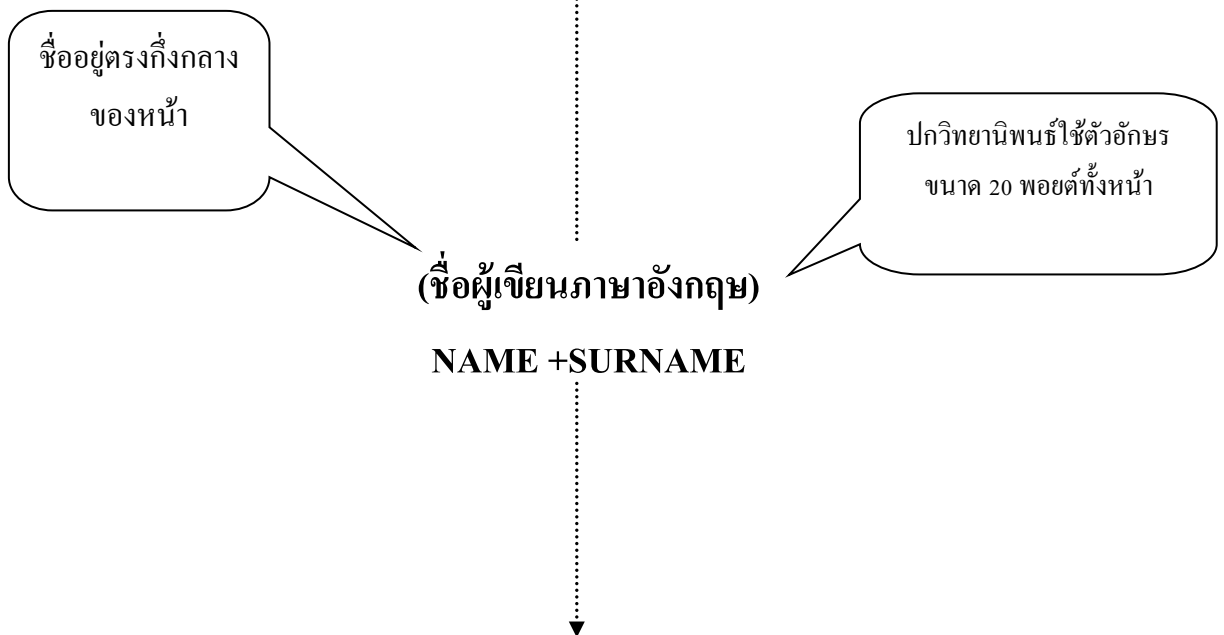 ชื่ออยู่ตรงกึ่งกลาง
ของหน้า
ปกวิทยานิพนธ์ใช้ตัวอักษร
ขนาด 20 พอยต์ทั้งหน้า
(ชื่อผู้เขียนภาษาอังกฤษ)
NAME +SURNAME